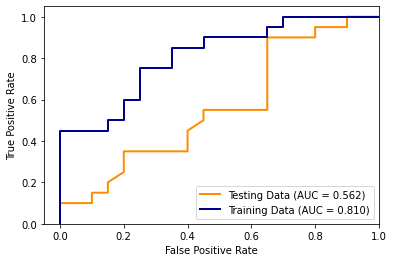 1.0
0.8
0.6
0.4
0.2
0.0
True Positive Rate
0.0 0.2 0.4 0.6 0.8 1.0
False Positive Rate
Testing Data (AUC = 0.562)
Training Data (AUC = 0.810)